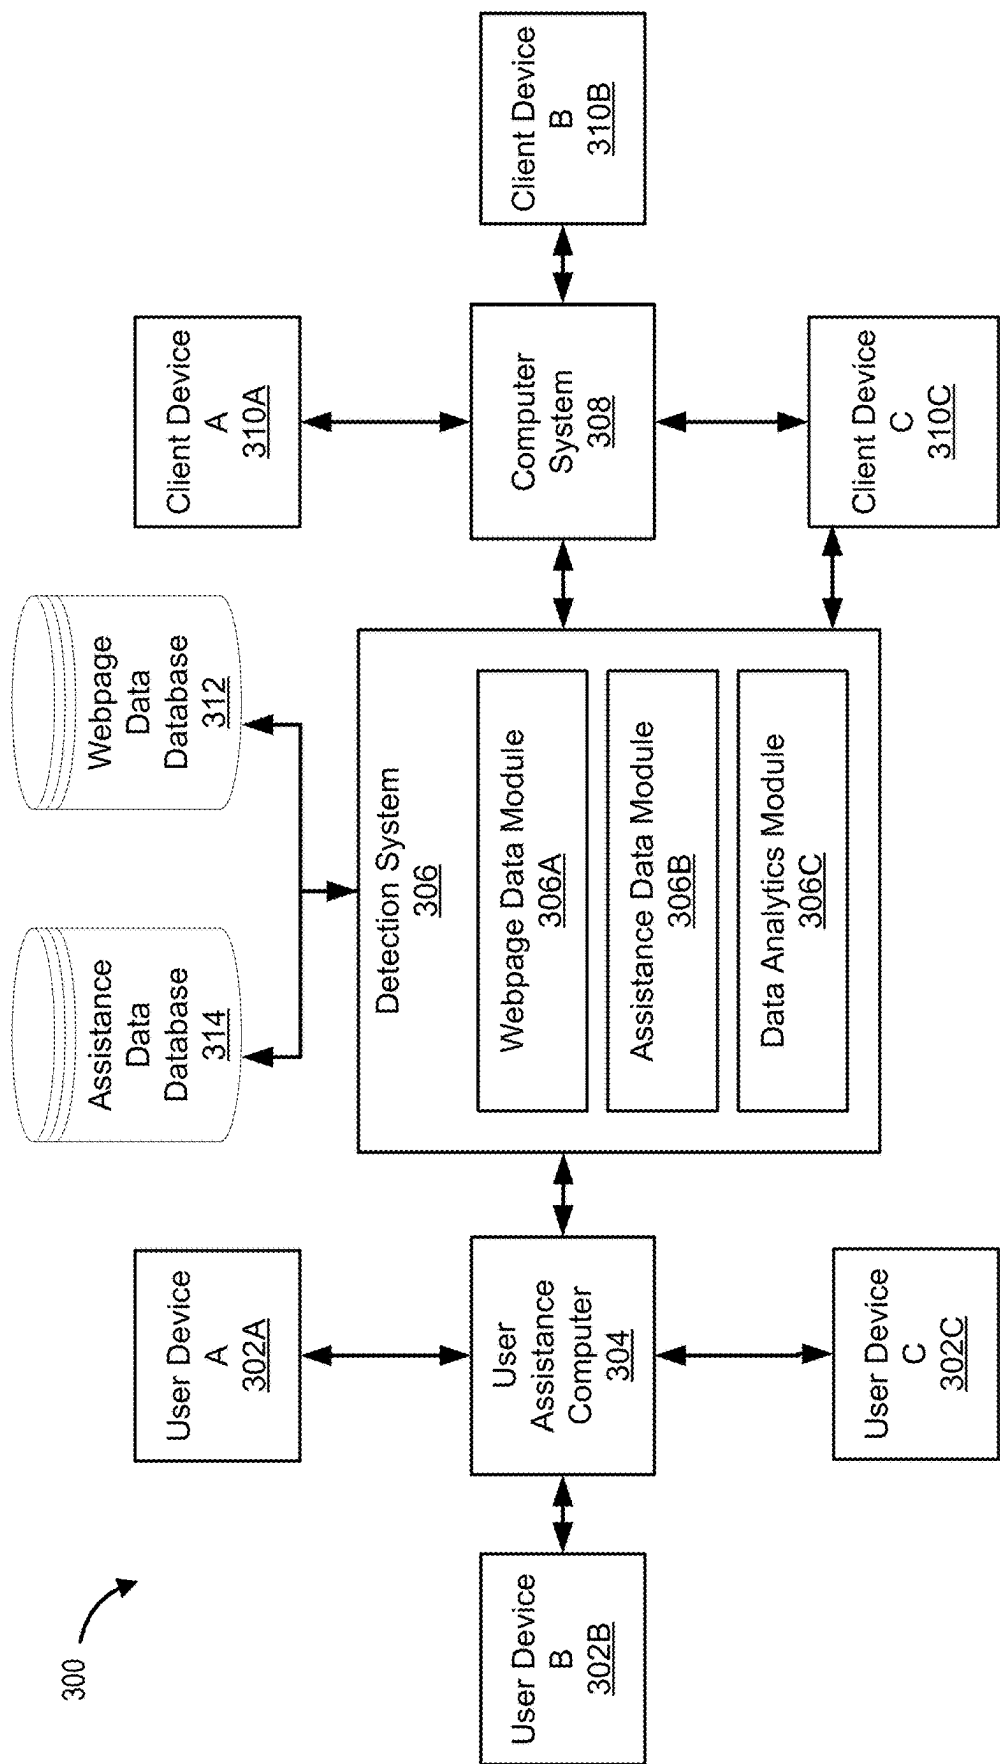 300
Assistance
Data
Database
314
Webpage
Data
Database
312
User Device
A
302A
Client Device
A
310A
User Device
B
302B
User
Assistance
Computer
304
Detection System
306
Webpage Data Module
306A
Assistance Data Module
306B
Data Analytics Module
306C
Computer
System
308
Client Device
B
310B
User Device
C
302C
Client Device
C
310C